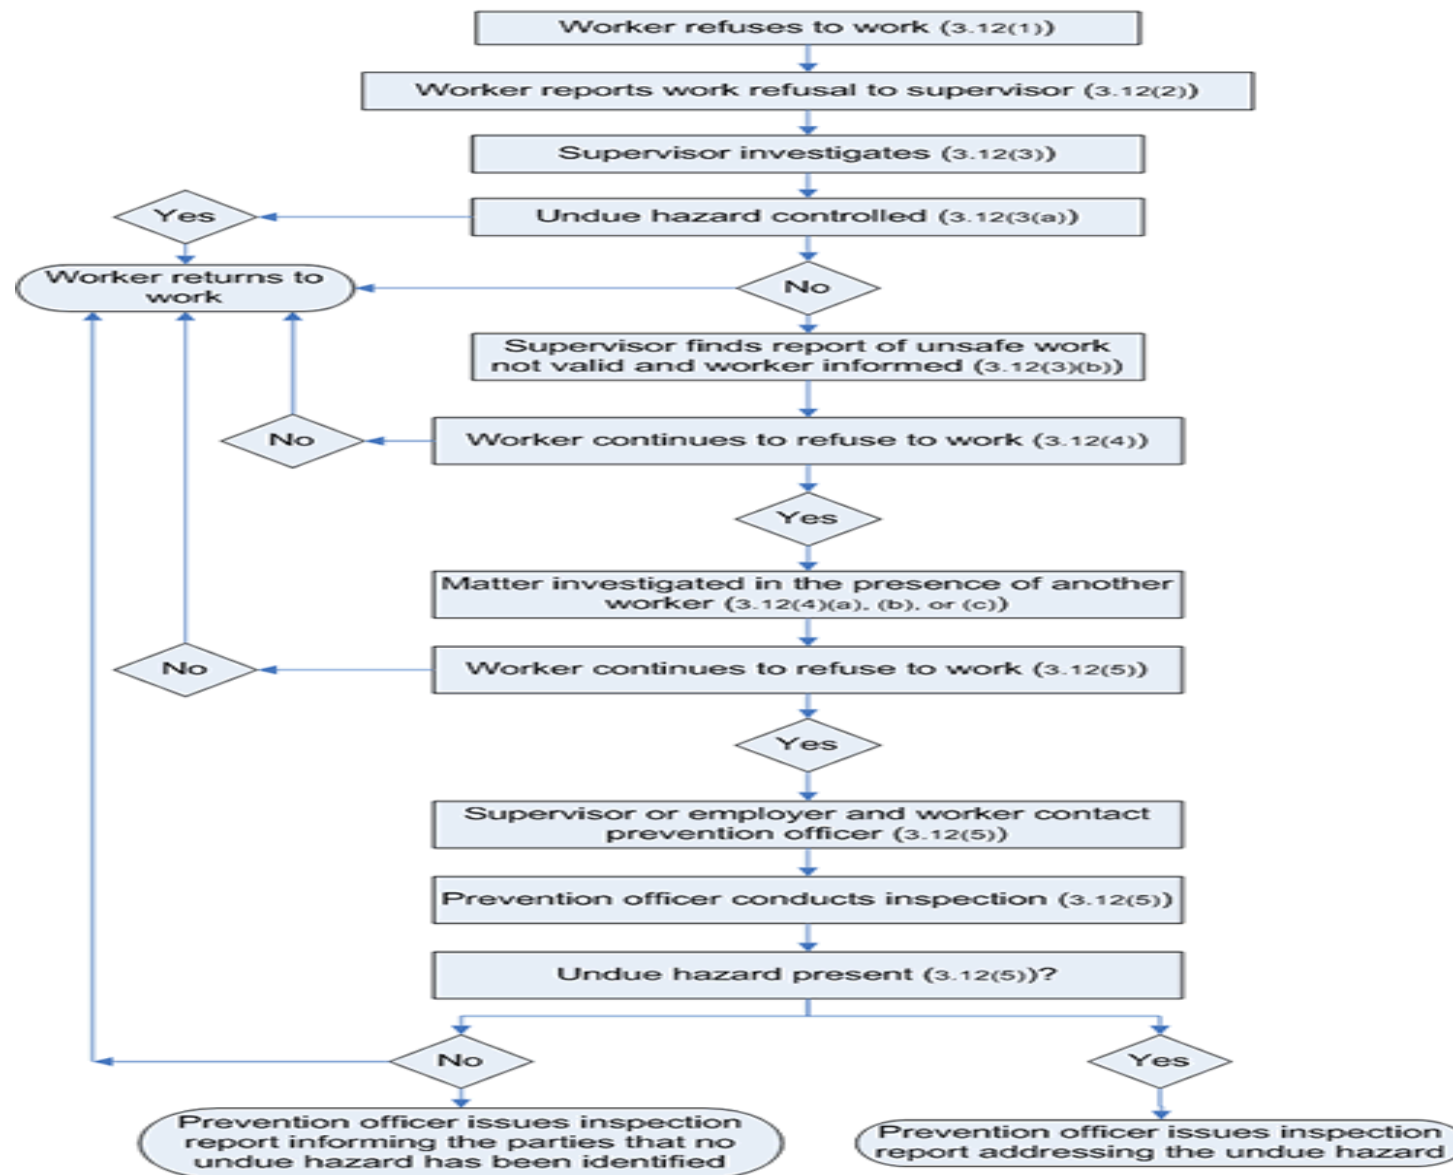 Worker refuses to work (3.12(1))
Worker reports work refusal to supervisor (3.12(2))
Supervisor investigates (3.12(3))
Yes
Undue hazard controlled (3.12(3(a))
Worker returns to
work
No
Supervisor finds report of unsafe work
not valid and worker informed (3.12(3)(b))
No
Worker continues to refuse to work (3.12(4))
Yes
Matter investigated in the presence of another
worker (3.12(4)(a), (b), or (c))
No
Worker continues to refuse to work (3.12(5))
Yes
Supervisor or employer and worker contact
prevention officer (3.12(5))
Prevention officer conducts inspection (3.12(5))
Undue hazard present (3.12(5))?
No
Yes
Prevention officer issues inspection
report informing the parties that no
undue hazard has been identified
Prevention officer issues inspection
report addressing the undue hazard